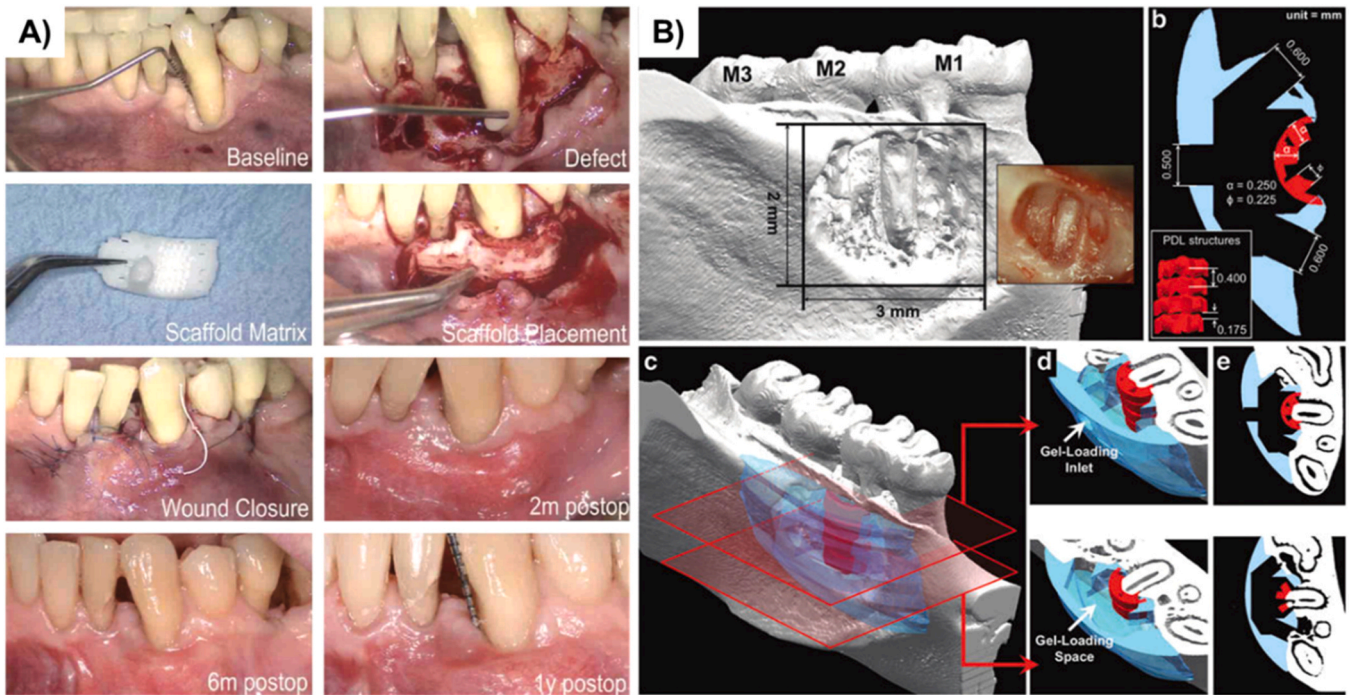 A)
Baseline
Defect
Scaffold Matrix
Scaffold Placement
Wound Closure
2m postop
6m postop
1y postop
B)
M3
M2
M1
2 mm
3 mm
b
unit = mm
0.600
0.500
α
α
α
α = 0.250
ϕ = 0.225
0.600
PDL structures
0.400
0.175
c
d
Gel-Loading
Inlet
Gel-Loading
Space
e